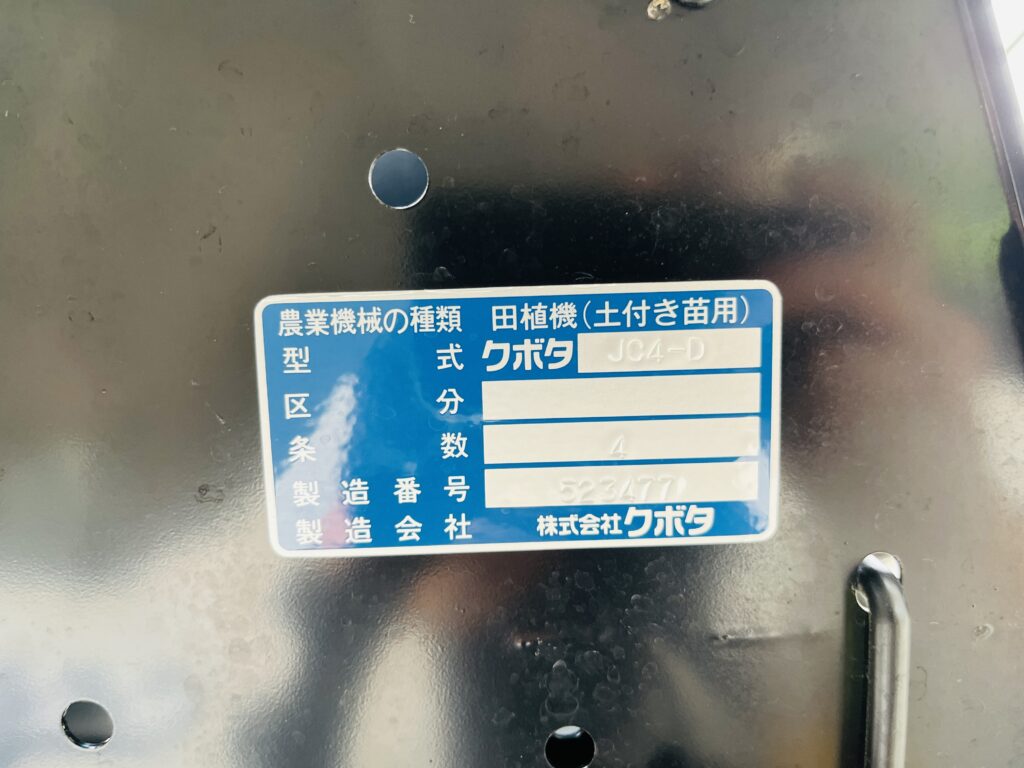 農業機械の種類 田植機(土付き苗用)
型式 クボタ JC4-D
区分
条数 4
製造番号 523477
製造会社 株式会社クボタ